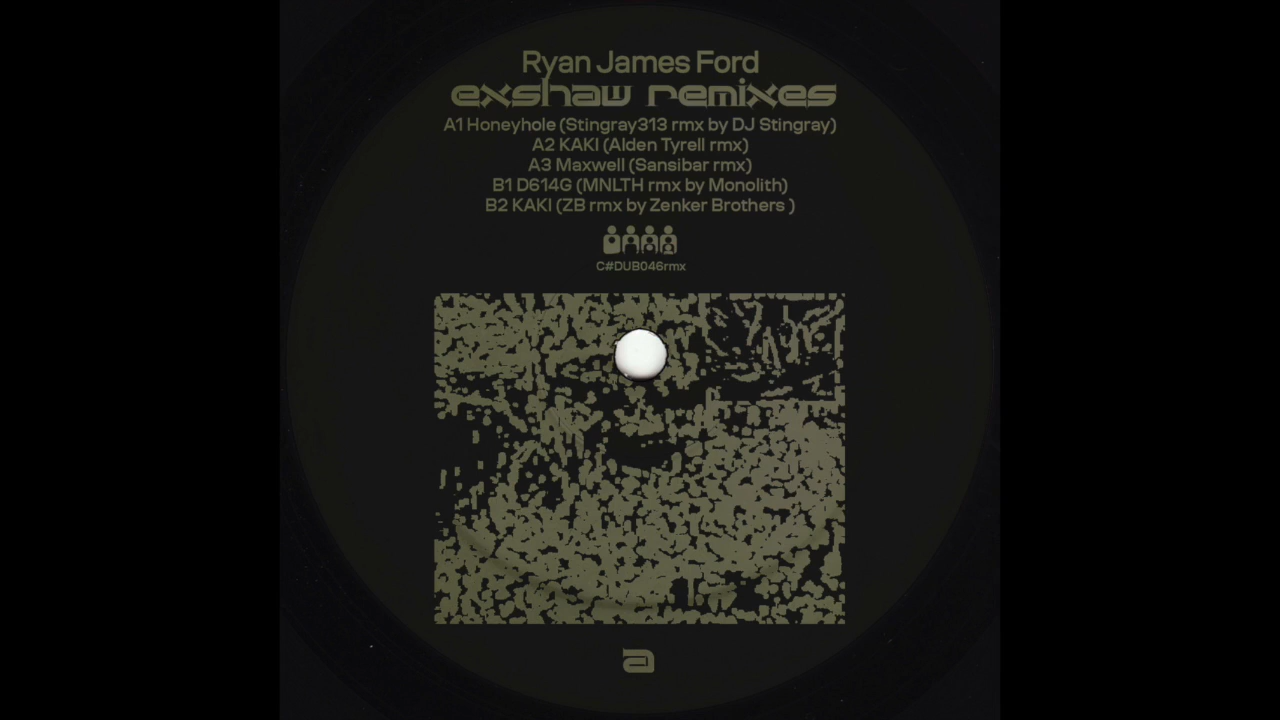 Ryan James Ford
exshaw remixes
A1 Honeyhole (Stingray313 rmx by DJ Stingray)
A2 KAKI (Alden Tyrell rmx)
A3 Maxwell (Sansibar rmx)
B1 D614G (MNLTH rmx by Monolith)
B2 KAKI (ZB rmx by Zenker Brothers )
C#DUB046rmx
a